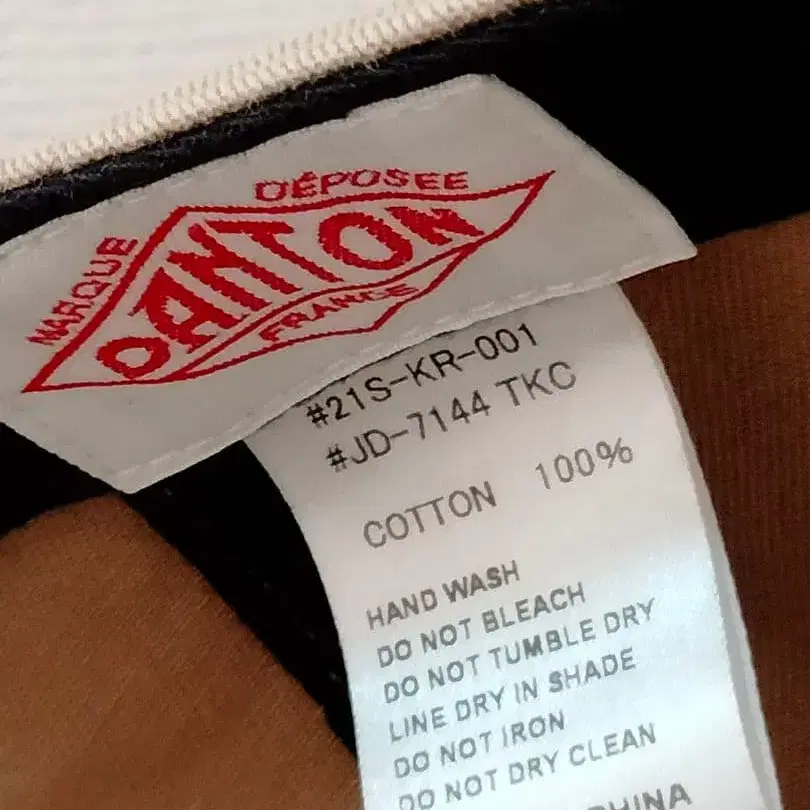 MARQUE DÉPOSEE
DANTON
FRANCE
#21S-KR-001
#JD-7144 TKC
COTTON 100%
HAND WASH
DO NOT BLEACH
DO NOT TUMBLE DRY
LINE DRY IN SHADE
DO NOT IRON
DO NOT DRY CLEAN